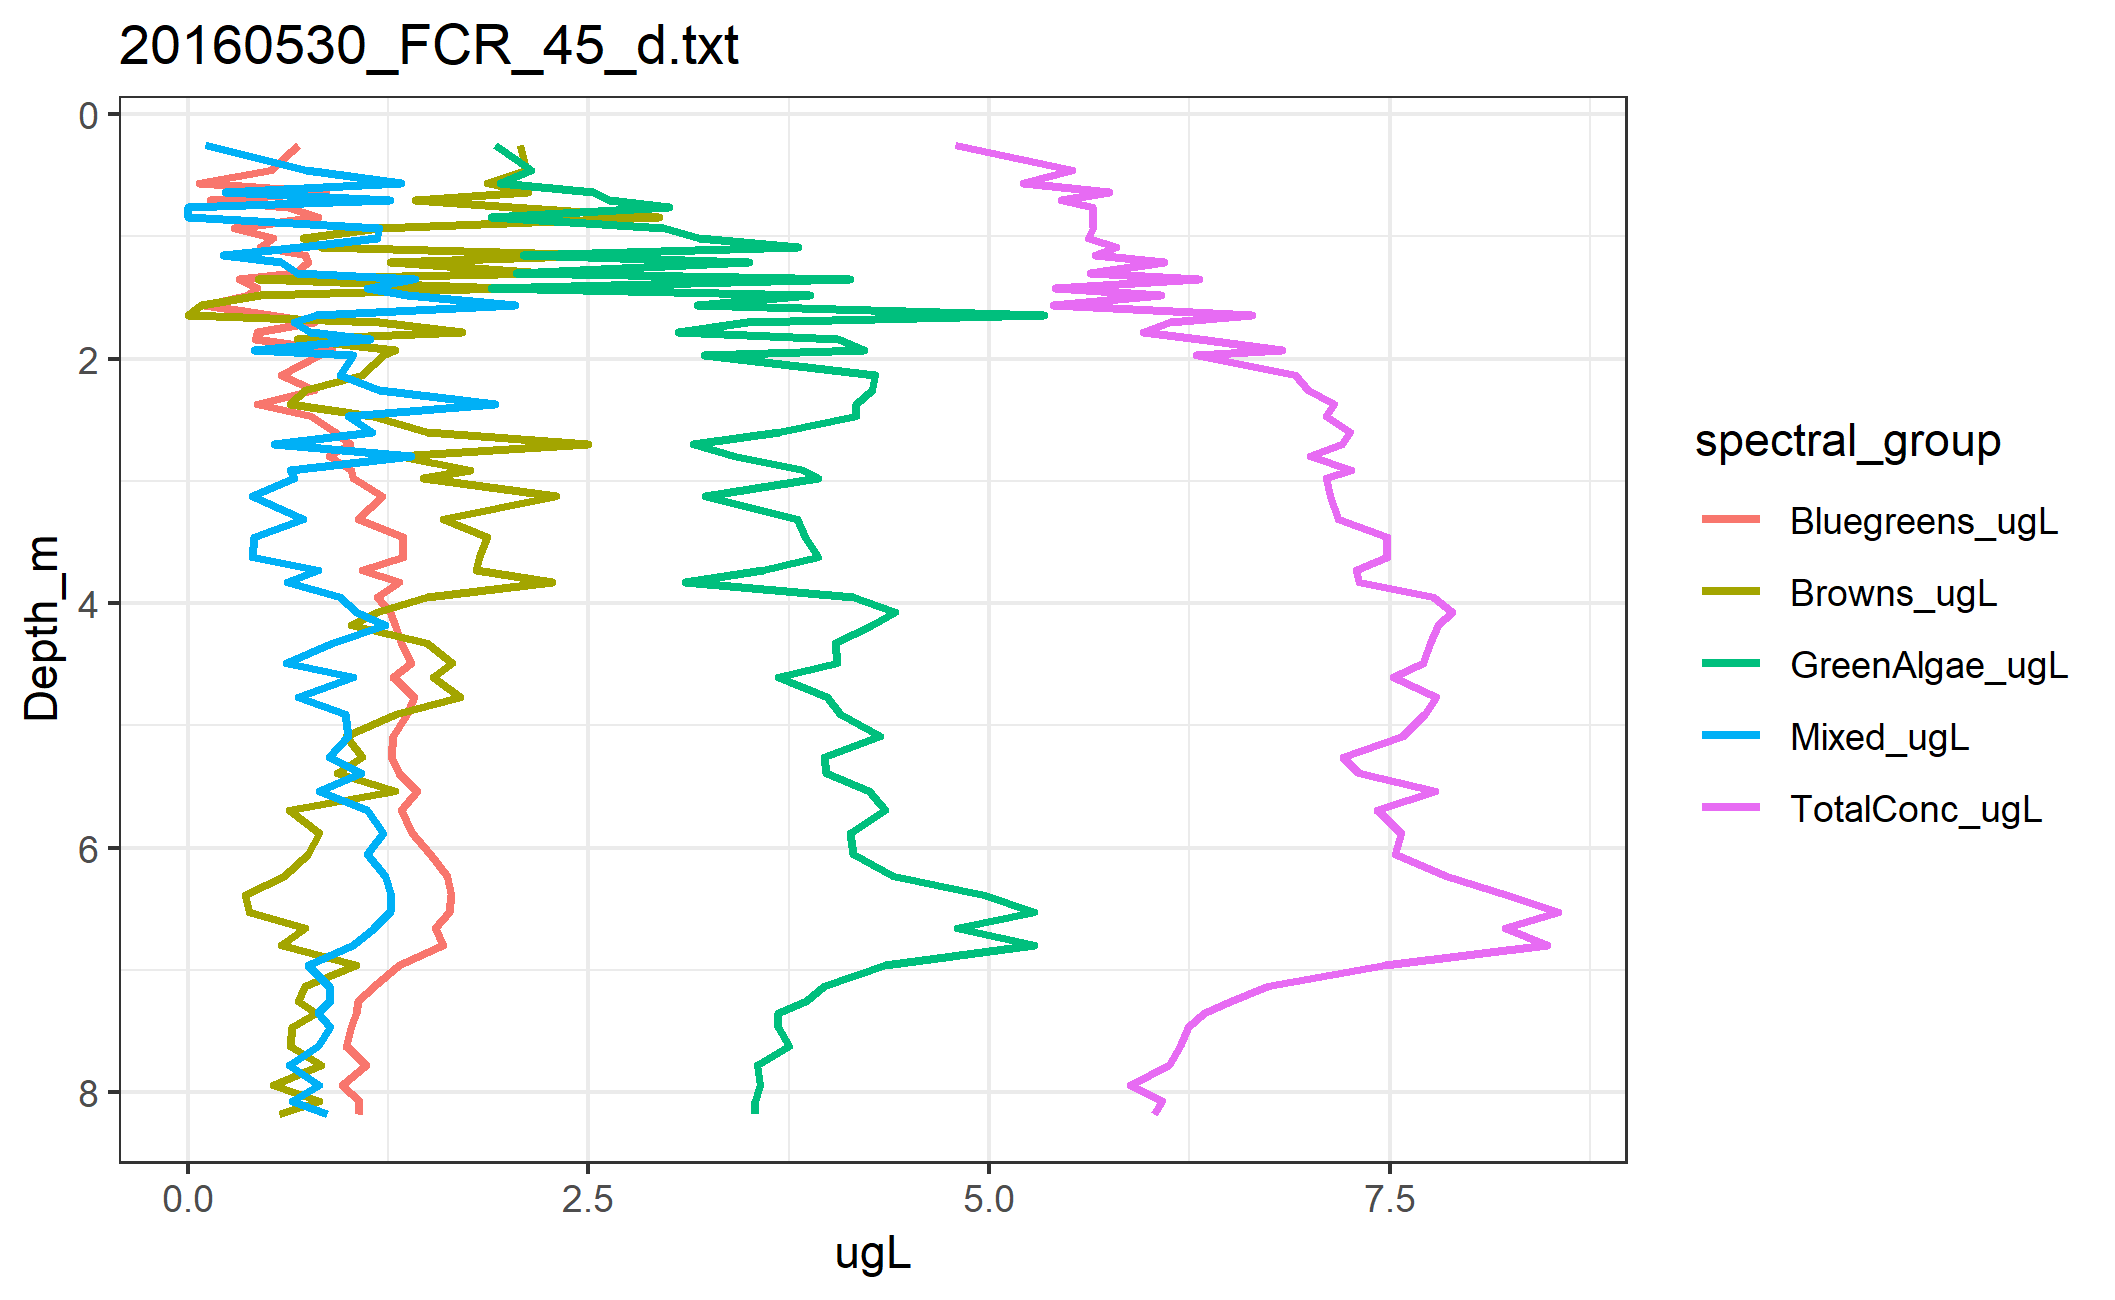 20160530_FCR_45_d.txt
0
2
4
6
8
Depth_m
0.0 2.5 5.0 7.5
ugL
spectral_group
Bluegreens_ugL
Browns_ugL
GreenAlgae_ugL
Mixed_ugL
TotalConc_ugL